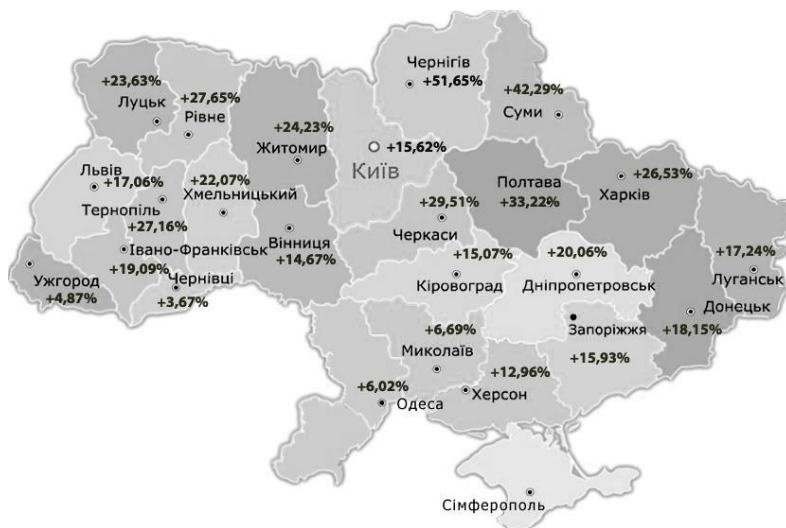 Чернігів
+51,65%
+23,63%
Луцьк
+27,65%
Рівне
+42,29%
Суми
+24,23%
Житомир
+15,62%
Київ
Львів
+17,06%
Тернопіль
+27,16%
+22,07%
Хмельницький
Полтава
+33,22%
+26,53%
Харків
+29,51%
Черкаси
Івано-Франківськ
+19,09%
Вінниця
+14,67%
Ужгород
+4,87%
Чернівці
+3,67%
+15,07%
Кіровоград
+20,06%
Дніпропетровськ
+17,24%
Луганськ
Донецьк
+18,15%
Запоріжжя
+15,93%
+6,69%
Миколаїв
+12,96%
Херсон
+6,02%
Одеса
Сімферополь